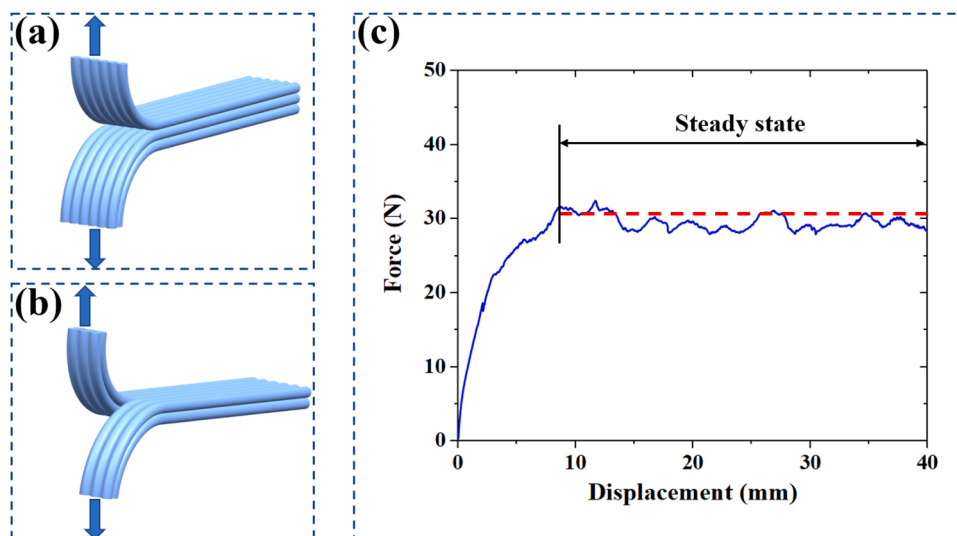 (a)
(b)
(c)
50
40
30
20
10
0
Force (N)
Steady state
0 10 20 30 40
Displacement (mm)